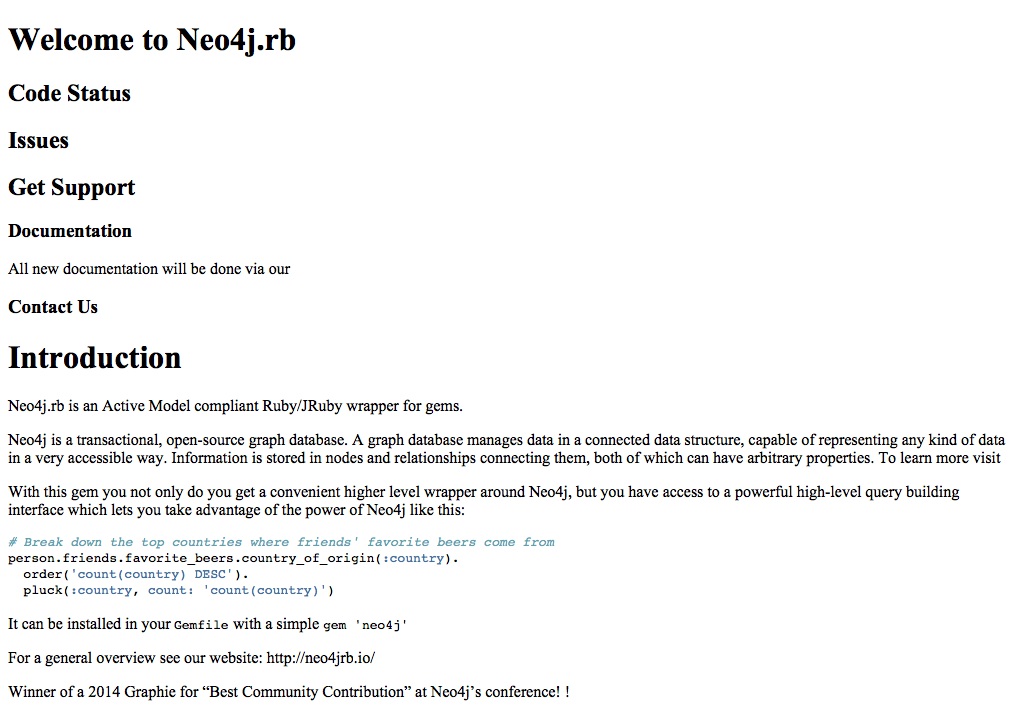 Welcome to Neo4j.rb
Code Status
Issues
Get Support
Documentation
All new documentation will be done via our
Contact Us
Introduction
Neo4j.rb is an Active Model compliant Ruby/JRuby wrapper for gems.
Neo4j is a transactional, open-source graph database. A graph database manages data in a connected data structure, capable of representing any kind of data
in a very accessible way. Information is stored in nodes and relationships connecting them, both of which can have arbitrary properties. To learn more visit
With this gem you not only do you get a convenient higher level wrapper around Neo4j, but you have access to a powerful high-level query building
interface which lets you take advantage of the power of Neo4j like this:
# Break down the top countries where friends' favorite beers come from
person.friends.favorite_beers.country_of_origin(:country).
  order('count(country) DESC').
  pluck(:country, count: 'count(country)')
It can be installed in your Gemfile with a simple gem 'neo4j'
For a general overview see our website: http://neo4jrb.io/
Winner of a 2014 Graphie for “Best Community Contribution” at Neo4j’s conference! !